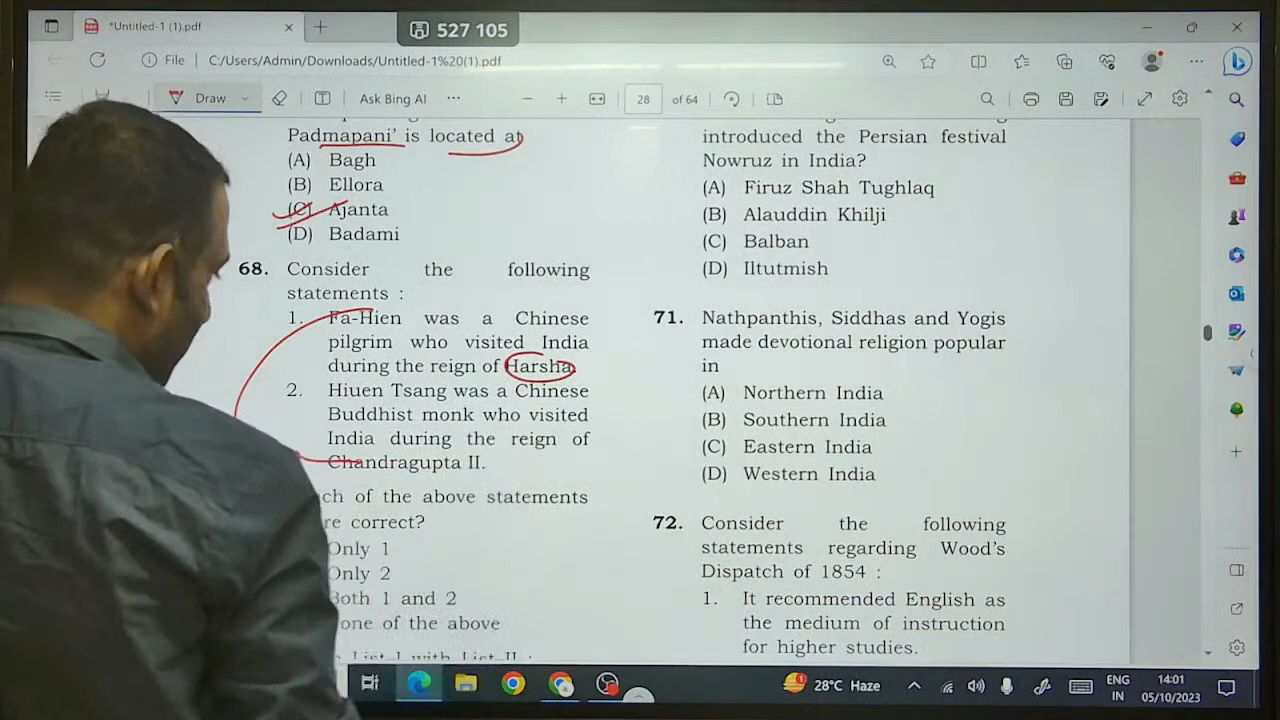 *Untitled-1 (1).pdf
527 105
File
C:/Users/Admin/Downloads/Untitled-1%20(1).pdf
Draw
Ask Bing AI
28
of 64
Padmapani' is located at
(A) Bagh
(B) Ellora
(C) Ajanta
(D) Badami
68. Consider the following
statements :
1. Fa-Hien was a Chinese
pilgrim who visited India
during the reign of Harsha.
2. Hiuen Tsang was a Chinese
Buddhist monk who visited
India during the reign of
Chandragupta II.
ch of the above statements
re correct?
Only 1
Only 2
Both 1 and 2
one of the above
List-I with List-II :
introduced the Persian festival
Nowruz in India?
(A) Firuz Shah Tughlaq
(B) Alauddin Khilji
(C) Balban
(D) Iltutmish
71. Nathpanthis, Siddhas and Yogis
made devotional religion popular
in
(A) Northern India
(B) Southern India
(C) Eastern India
(D) Western India
72. Consider the following
statements regarding Wood's
Dispatch of 1854 :
1. It recommended English as
the medium of instruction
for higher studies.
28°C Haze
ENG
IN
14:01
05/10/2023